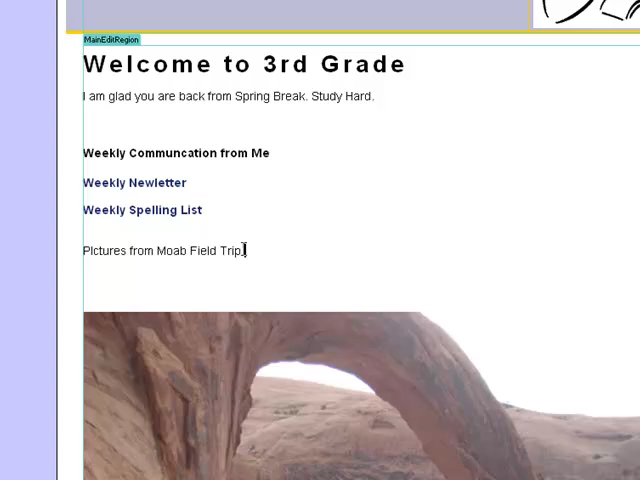 MainEditRegion
Welcome to 3rd Grade
I am glad you are back from Spring Break. Study Hard.
Weekly Communcation from Me
Weekly Newletter
Weekly Spelling List
PIctures from Moab Field Trip